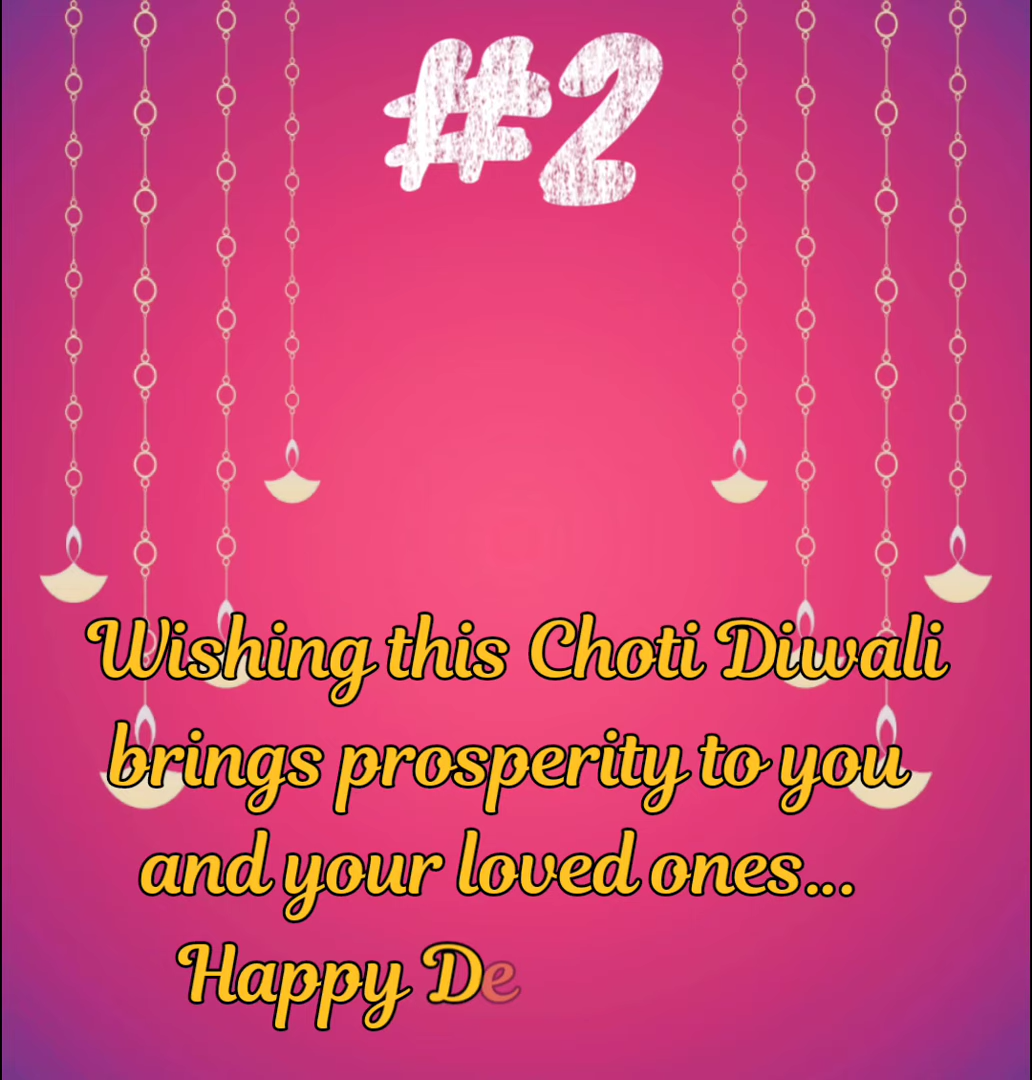 #2
Wishing this Choti Diwali
brings prosperity to you
and your loved ones...
Happy De